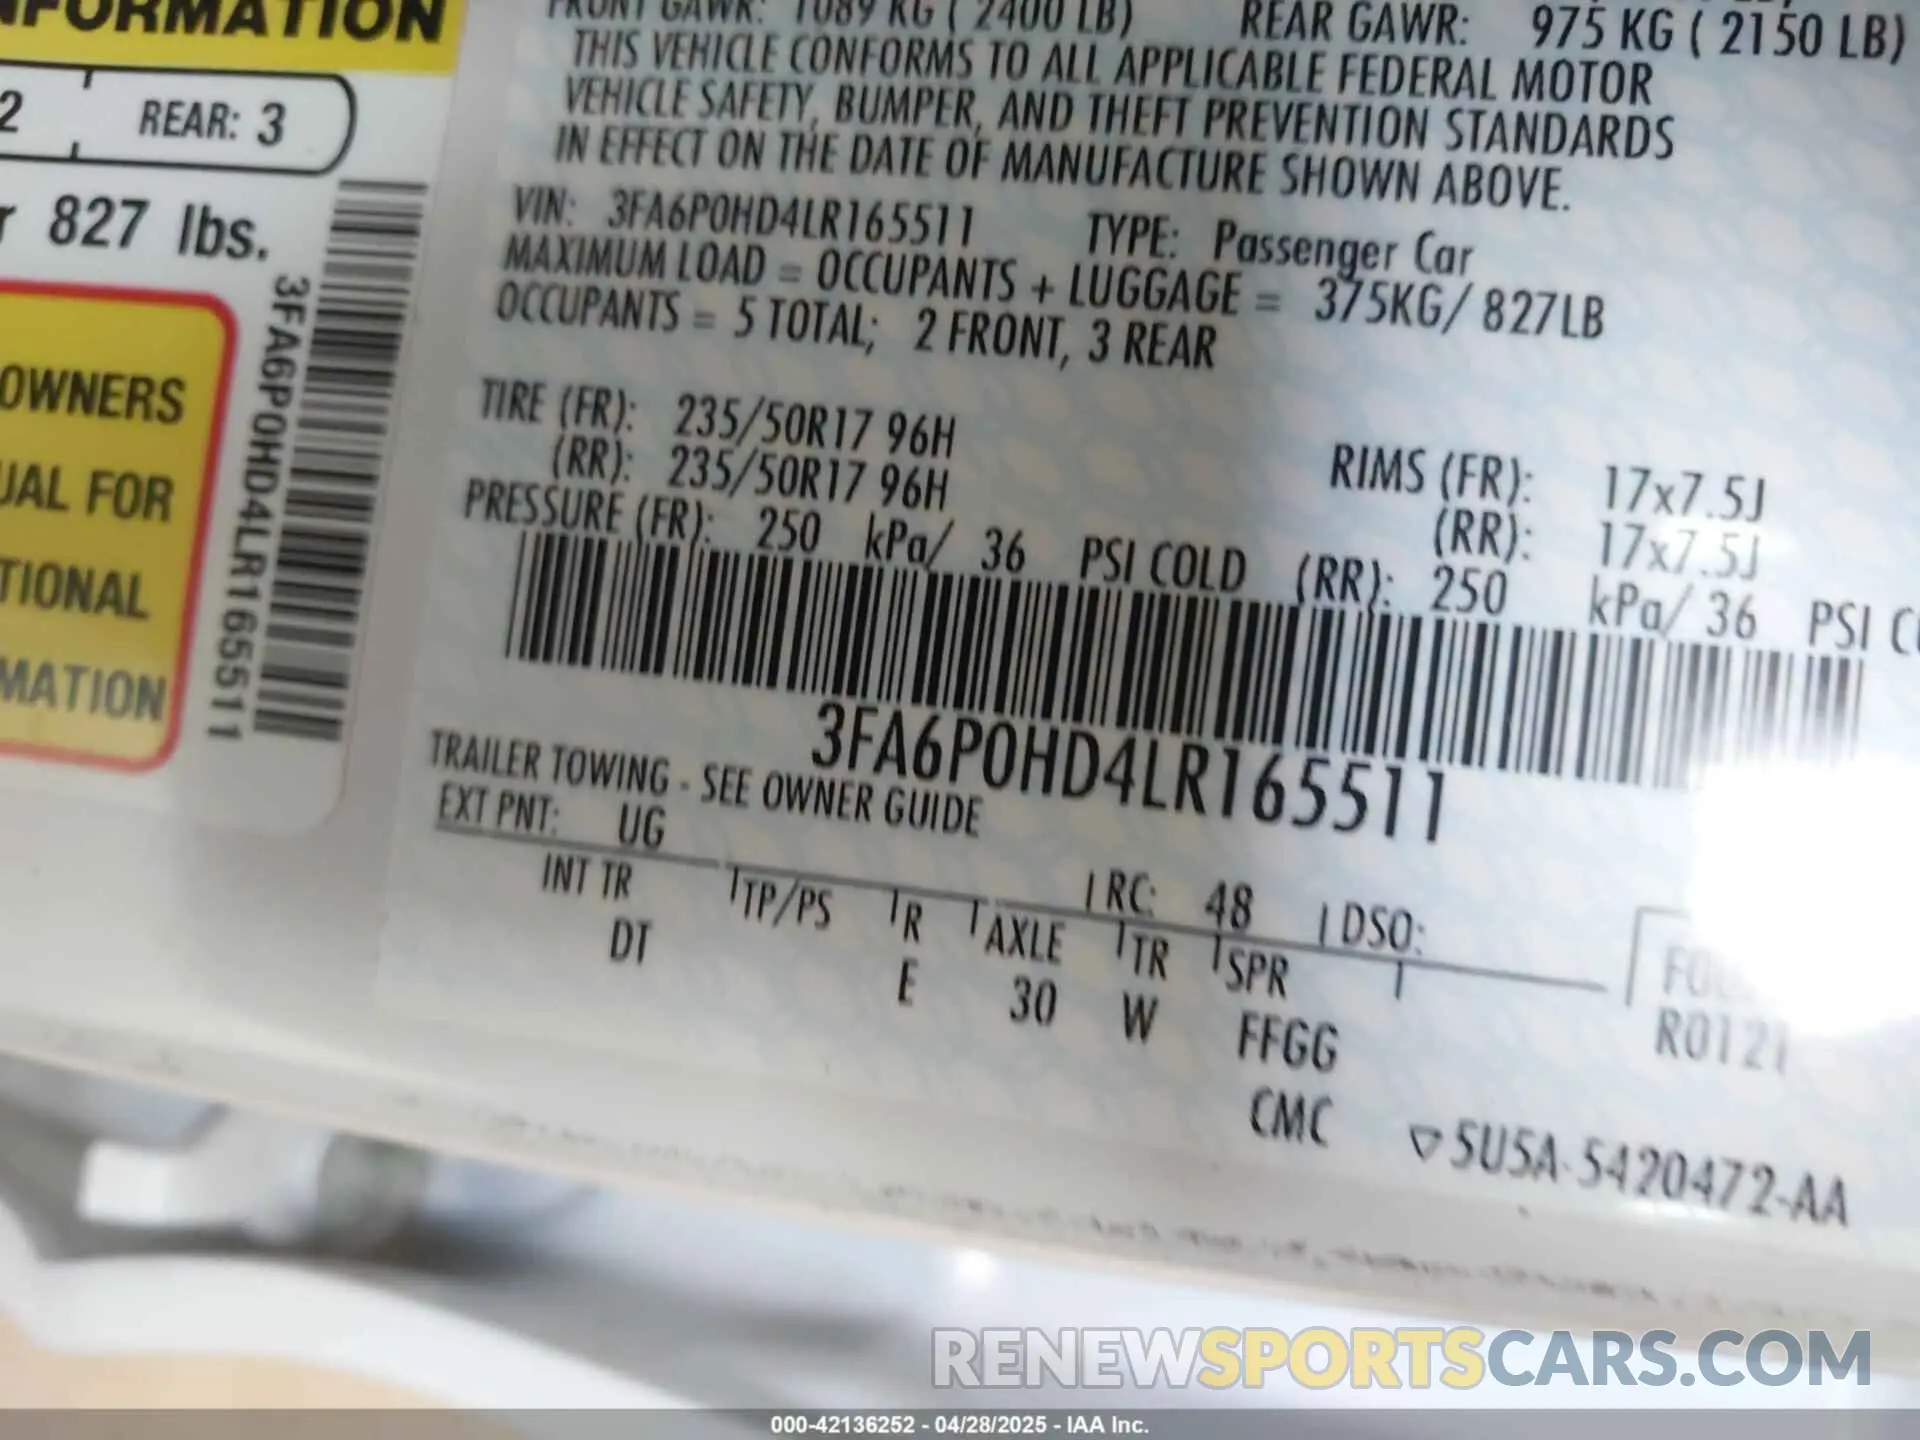 INFORMATION
2 REAR: 3
827 lbs.
OWNERS
FOR
MATION
3FA6P0HD4LR165511
FRONT GAWR: 1089 KG ( 2400 LB) REAR GAWR: 975 KG ( 2150 LB)
THIS VEHICLE CONFORMS TO ALL APPLICABLE FEDERAL MOTOR
VEHICLE SAFETY, BUMPER, AND THEFT PREVENTION STANDARDS
IN EFFECT ON THE DATE OF MANUFACTURE SHOWN ABOVE.
VIN: 3FA6P0HD4LR165511 TYPE: Passenger Car
MAXIMUM LOAD = OCCUPANTS + LUGGAGE = 375KG/ 827LB
OCCUPANTS = 5 TOTAL; 2 FRONT, 3 REAR
TIRE (FR): 235/50R17 96H RIMS (FR): 17x7.5J
(RR): 235/50R17 96H (RR): 17x7.5J
PRESSURE (FR): 250 kPa/ 36 PSI COLD (RR): 250 kPa/ 36 PSI
3FA6P0HD4LR165511
TRAILER TOWING - SEE OWNER GUIDE
EXT PNT: UG RC: 48 DSO:
INT TR TP/PS R AXLE TR SPR
DT E 30 W FFGG
R0121
CMC
5U5A-5420472-AA
RENEWSPORTSCARS.COM
000-42136252 - 04/28/2025 - IAA Inc.